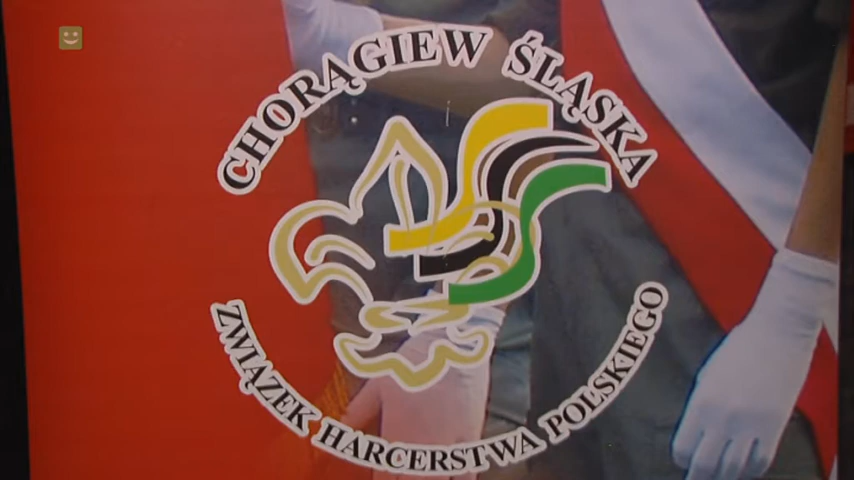 CHORĄGIEW ŚLĄSKA
ZWIĄZEK HARCERSTWA POLSKIEGO